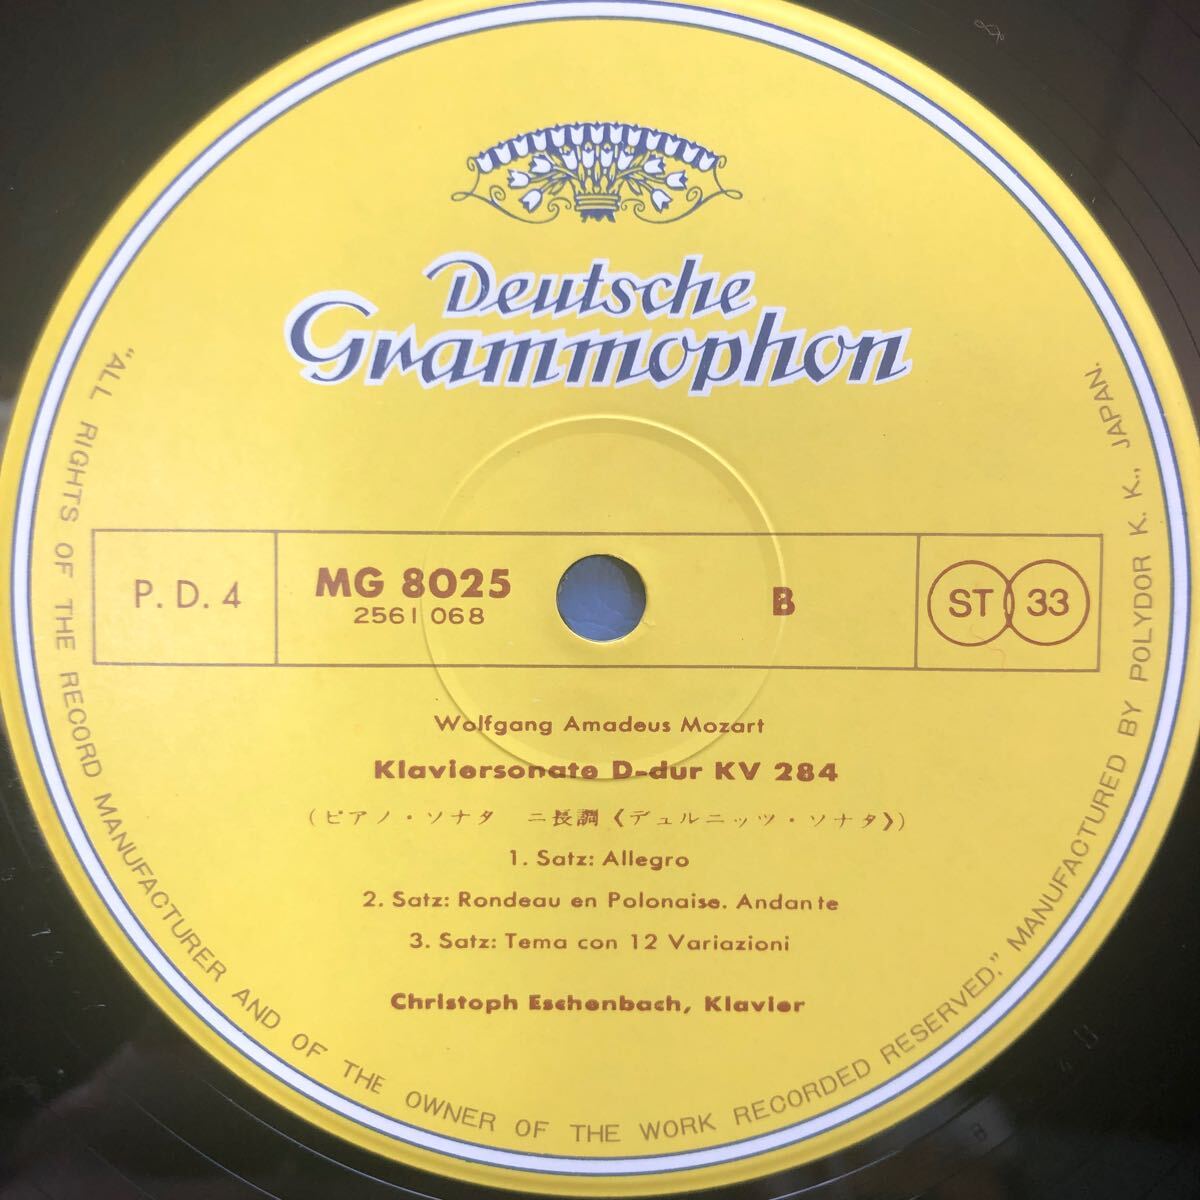 Deutsche
Grammophon
P. D. 4
MG 8025
2561 068
B
ST 33
Wolfgang Amadeus Mozart
Klaviersonate D-dur KV 284
(ピアノ・ソナタ　ニ長調《デュルニッツ・ソナタ》)
1. Satz: Allegro
2. Satz: Rondeau en Polonaise. Andante
3. Satz: Tema con 12 Variazioni
Christoph Eschenbach, Klavier
"ALL RIGHTS OF THE RECORD MANUFACTURER AND OF THE OWNER OF THE WORK RECORDED RESERVED," MANUFACTURED BY POLYDOR K. K., JAPAN.